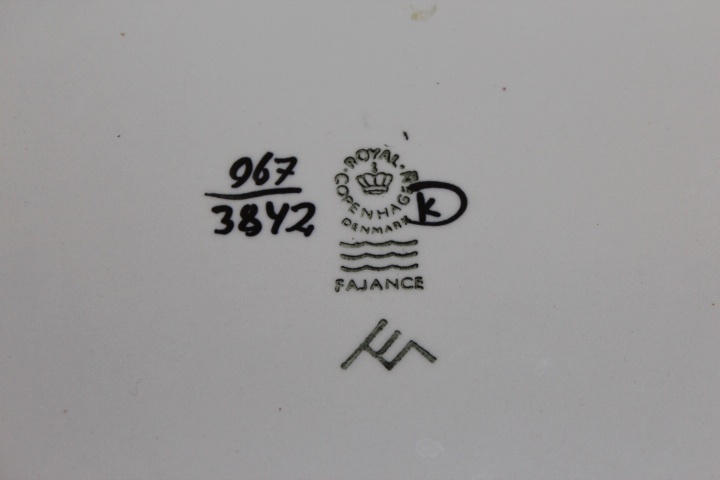 967
3842
ROYAL COPENHAGEN
DENMARK
K
FAJANCE